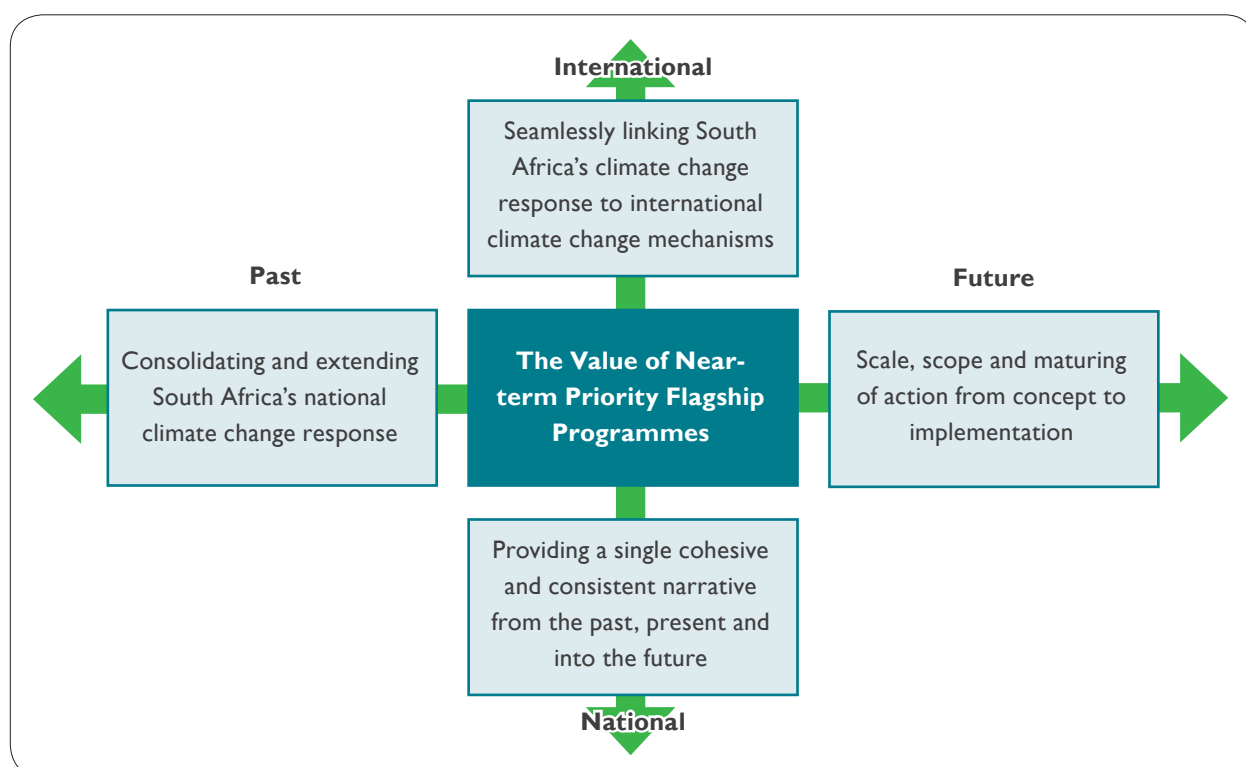 International
Seamlessly linking South
Africa’s climate change
response to international
climate change mechanisms
Past
Consolidating and extending
South Africa’s national
climate change response
The Value of Near-
term Priority Flagship
Programmes
Future
Scale, scope and maturing
of action from concept to
implementation
Providing a single cohesive
and consistent narrative
from the past, present and
into the future
National